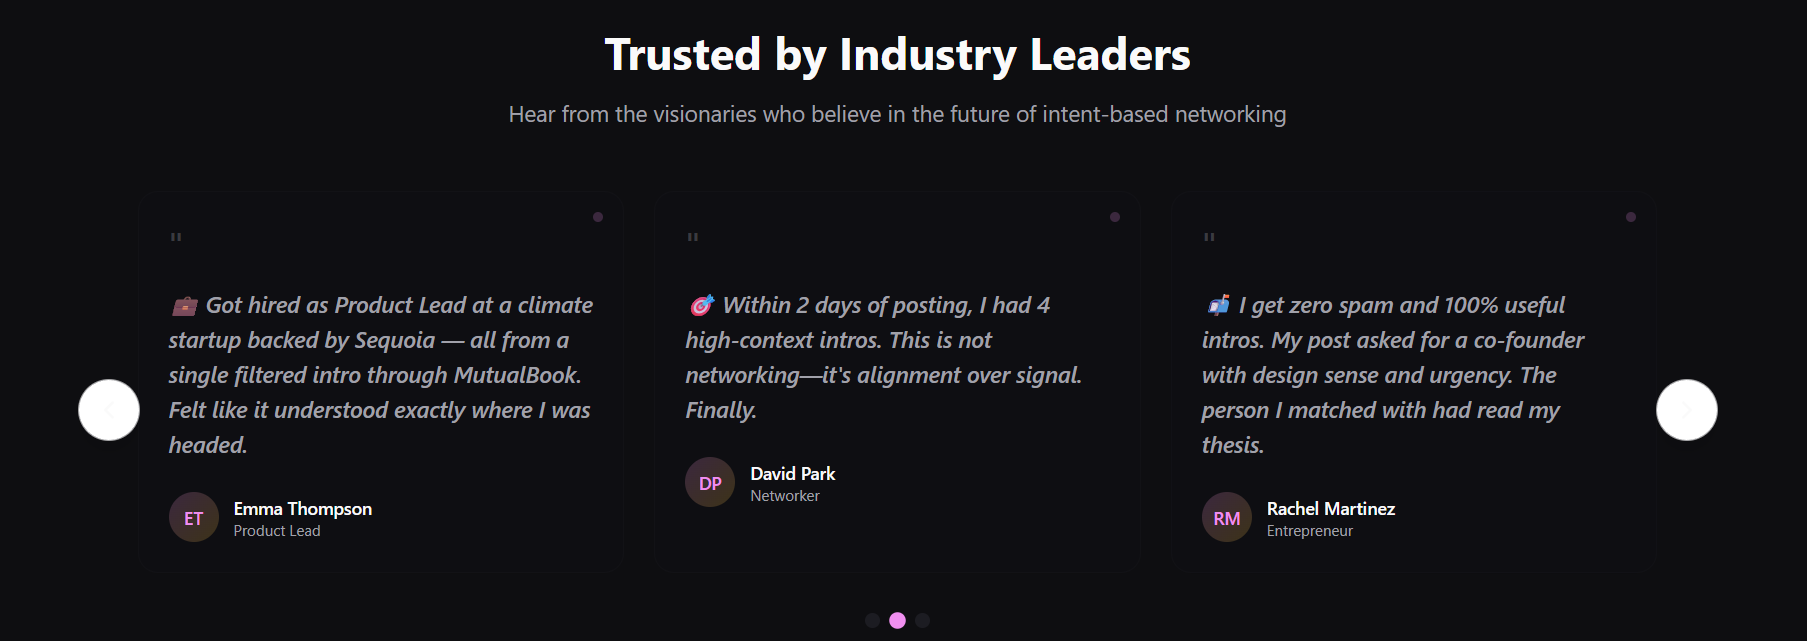 Trusted by Industry Leaders
Hear from the visionaries who believe in the future of intent-based networking
"
💼 Got hired as Product Lead at a climate
startup backed by Sequoia — all from a
single filtered intro through MutualBook.
Felt like it understood exactly where I was
headed.
ET
Emma Thompson
Product Lead
"
🎯 Within 2 days of posting, I had 4
high-context intros. This is not
networking—it's alignment over signal.
Finally.
DP
David Park
Networker
"
📬 I get zero spam and 100% useful
intros. My post asked for a co-founder
with design sense and urgency. The
person I matched with had read my
thesis.
RM
Rachel Martinez
Entrepreneur